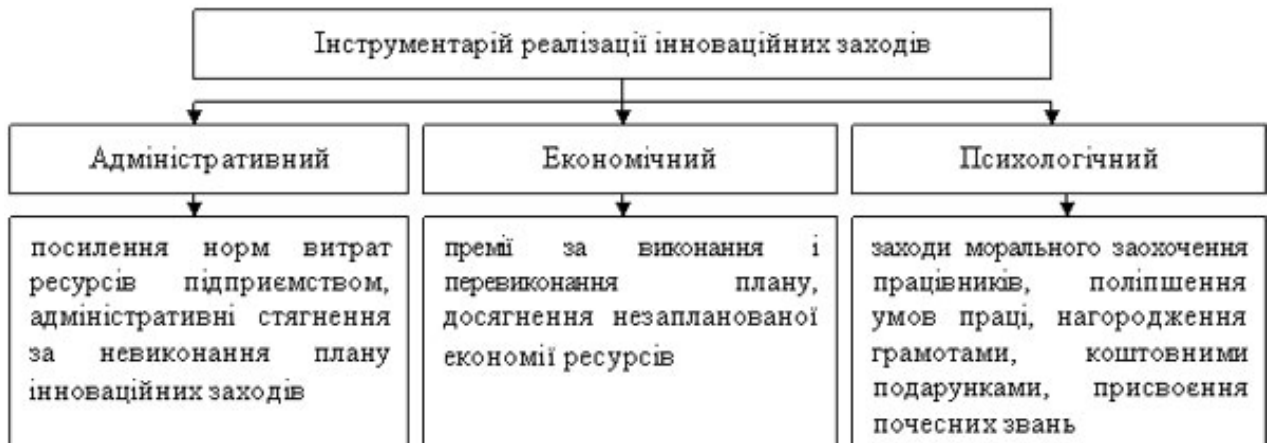 Інструментарій реалізації інноваційних заходів
Адміністративний
Економічний
Психологічний
посилення норм витрат
ресурсів підприємством,
адміністративні стягнення
за невиконання плану
інноваційних заходів
премії за виконання і
перевиконання плану,
досягнення незапланованої
економії ресурсів
заходи морального заохочення
працівників, поліпшення
умов праці, нагородження
грамотами, коштовними
подарунками, присвоєння
почесних звань